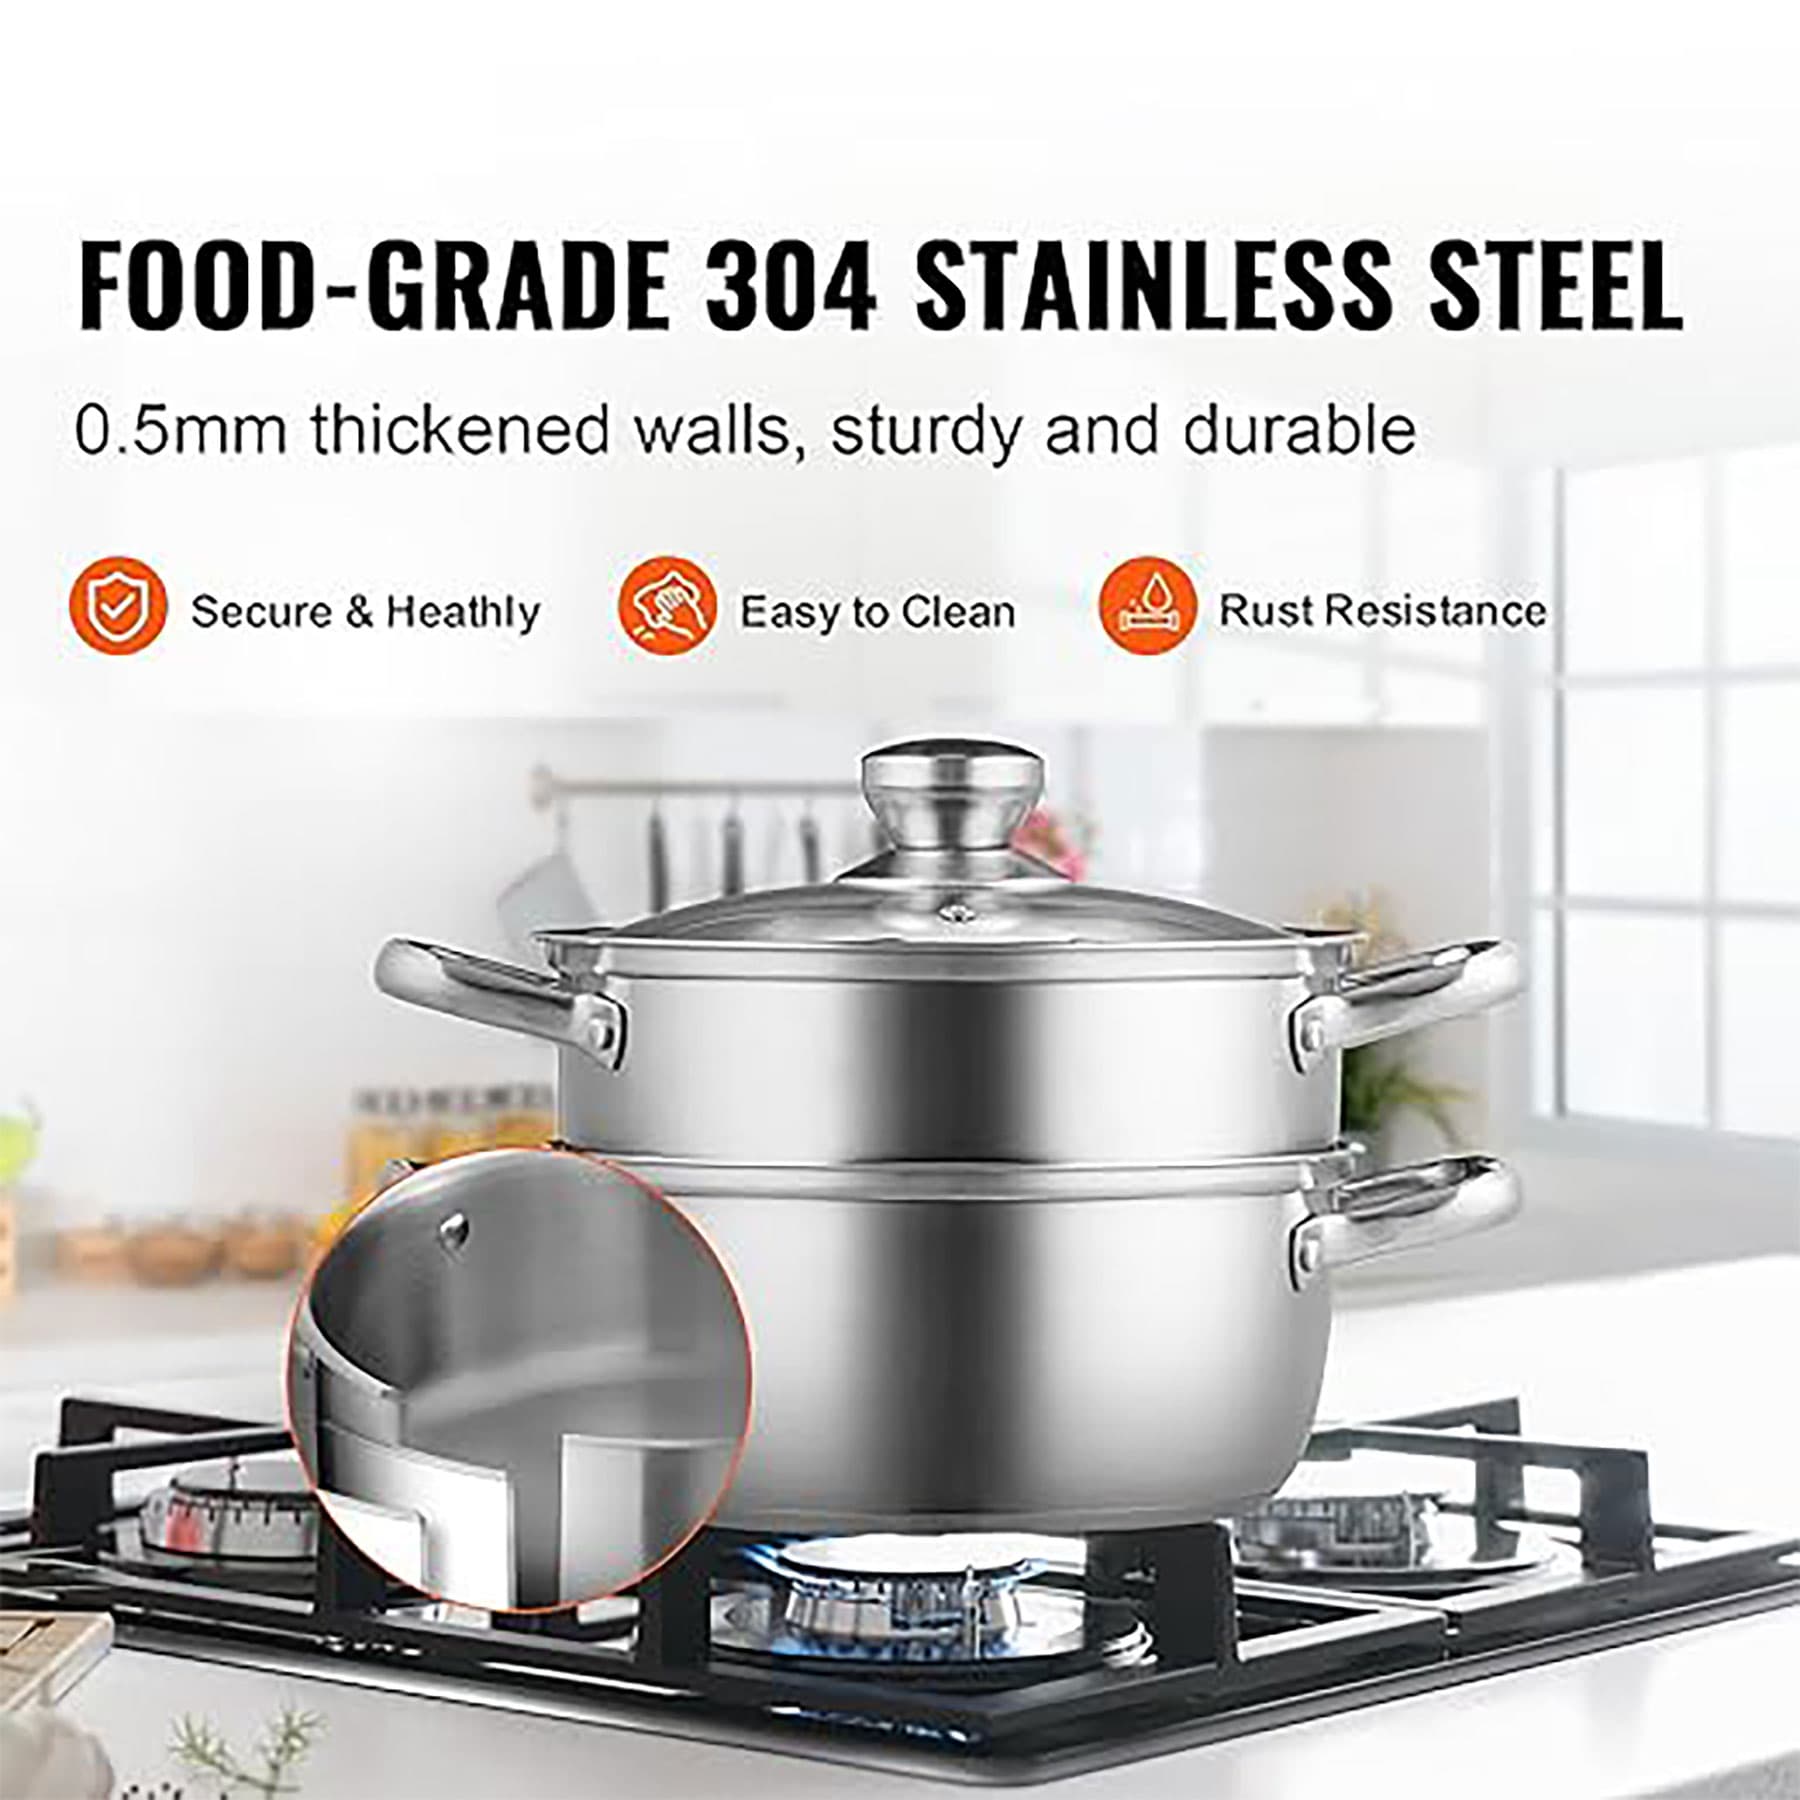 FOOD-GRADE 304 STAINLESS STEEL
0.5mm thickened walls, sturdy and durable
Secure & Heathly
Easy to Clean
Rust Resistance